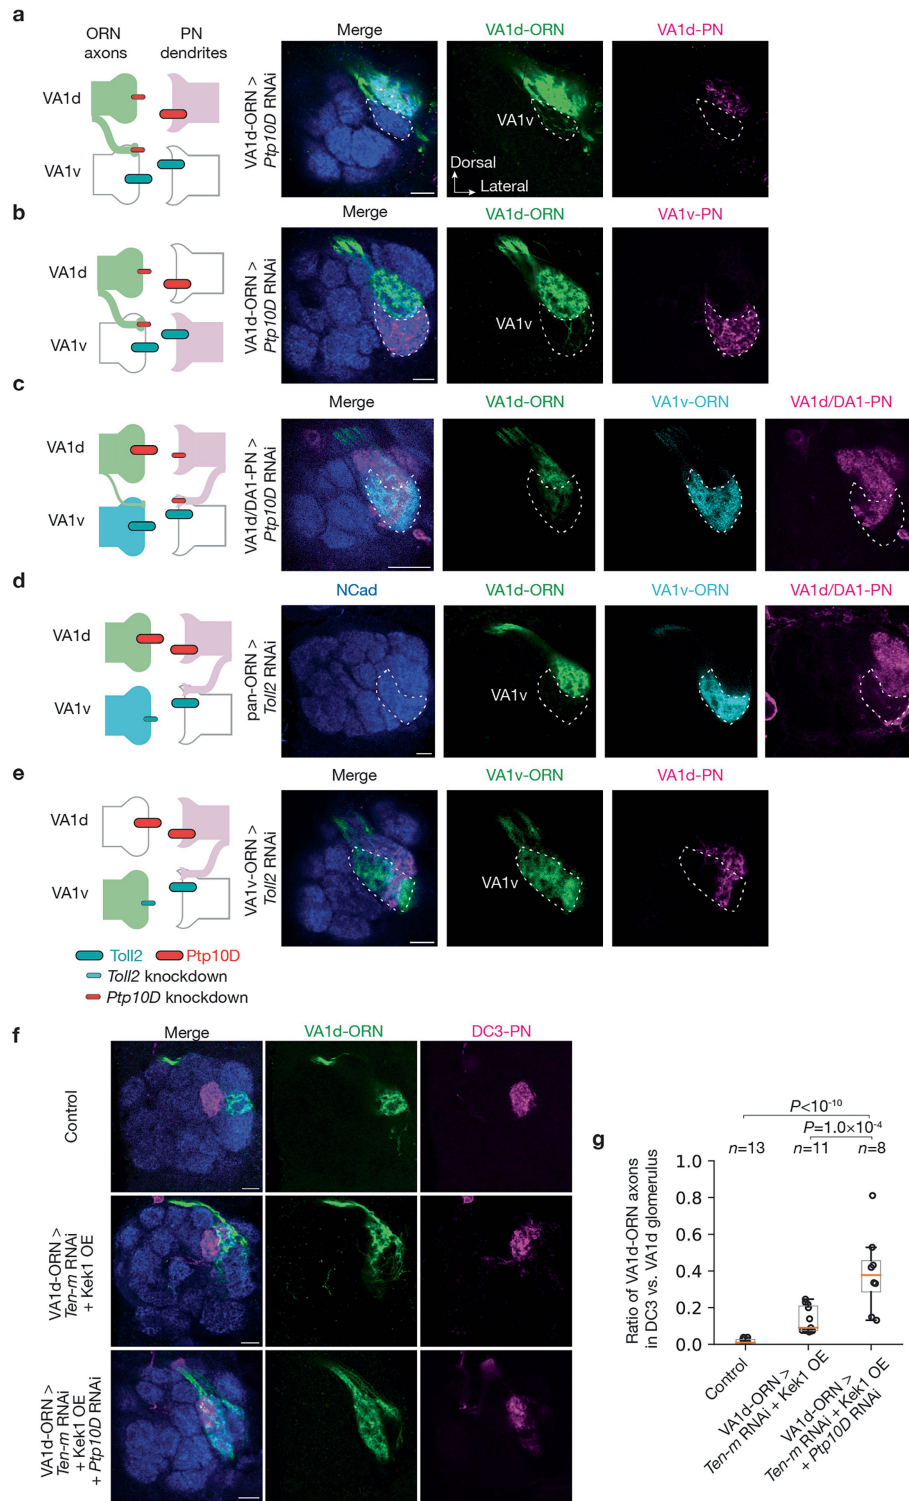 a
ORN
axons
PN
dendrites
VA1d
VA1v
VA1d-ORN >
Ptp10D RNAi
Merge
VA1d-ORN
VA1d-PN
VA1v
Dorsal
Lateral
b
VA1d
VA1v
VA1d-ORN >
Ptp10D RNAi
Merge
VA1d-ORN
VA1v-PN
VA1v
c
VA1d
VA1v
VA1d/DA1-PN >
Ptp10D RNAi
Merge
VA1d-ORN
VA1v-ORN
VA1d/DA1-PN
d
VA1d
VA1v
pan-ORN >
Toll2 RNAi
NCad
VA1d-ORN
VA1v-ORN
VA1d/DA1-PN
VA1v
e
VA1d
VA1v
VA1v-ORN >
Toll2 RNAi
Merge
VA1v-ORN
VA1d-PN
VA1v
Toll2 Ptp10D
Toll2 knockdown
Ptp10D knockdown
f
Merge
VA1d-ORN
DC3-PN
Control
VA1d-ORN >
Ten-m RNAi
+ Kek1 OE
VA1d-ORN >
Ten-m RNAi
+ Kek1 OE
+ Ptp10D RNAi
g
P<10-10
P=1.0×10-4
n=13 n=11 n=8
Ratio of VA1d-ORN axons
in DC3 vs. VA1d glomerulus
1.0
0.8
0.6
0.4
0.2
0.0
Control
VA1d-ORN >
Ten-m RNAi + Kek1 OE
VA1d-ORN >
Ten-m RNAi + Kek1 OE
+ Ptp10D RNAi